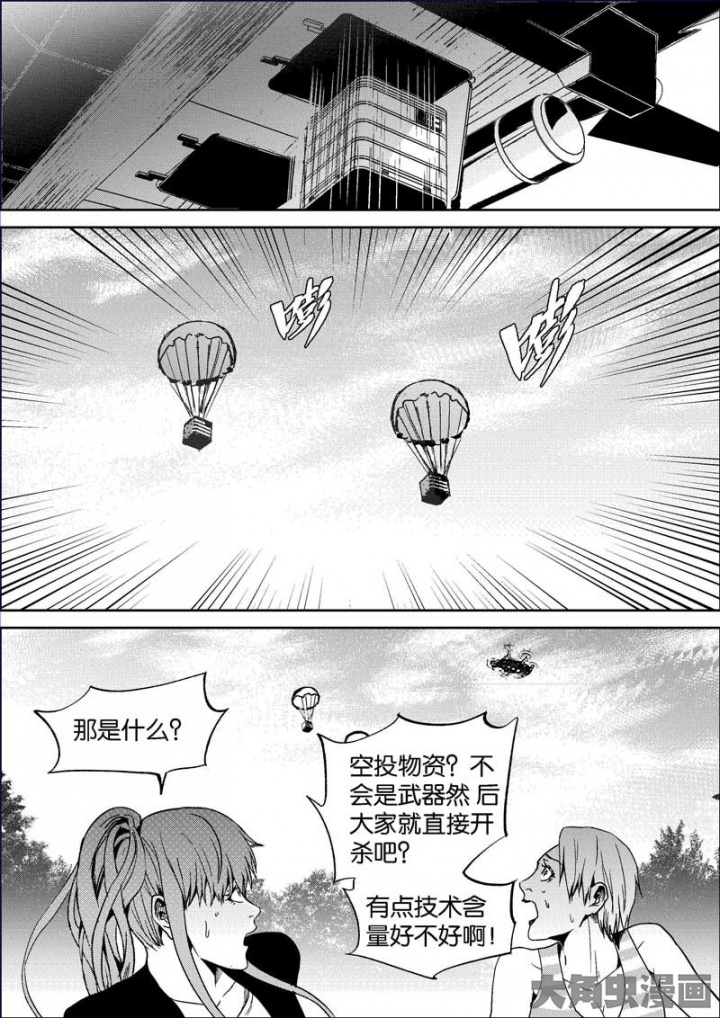 嘭
嘭
那是什么？
空投物资？不
会是武器然 后
大家就直接开
杀吧？
有点技术含
量好不好啊！
大角虫漫画